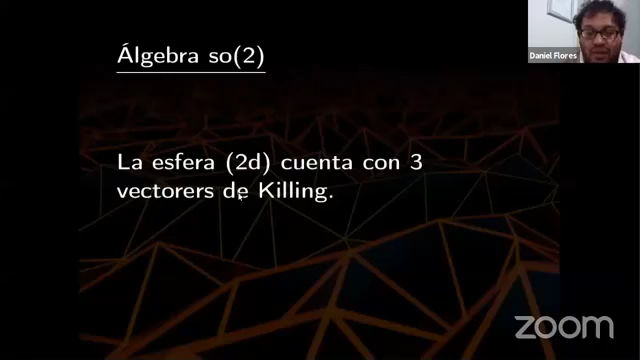 Álgebra so(2)
Daniel Flores
La esfera (2d) cuenta con 3
vectorers de Killing.
zoom